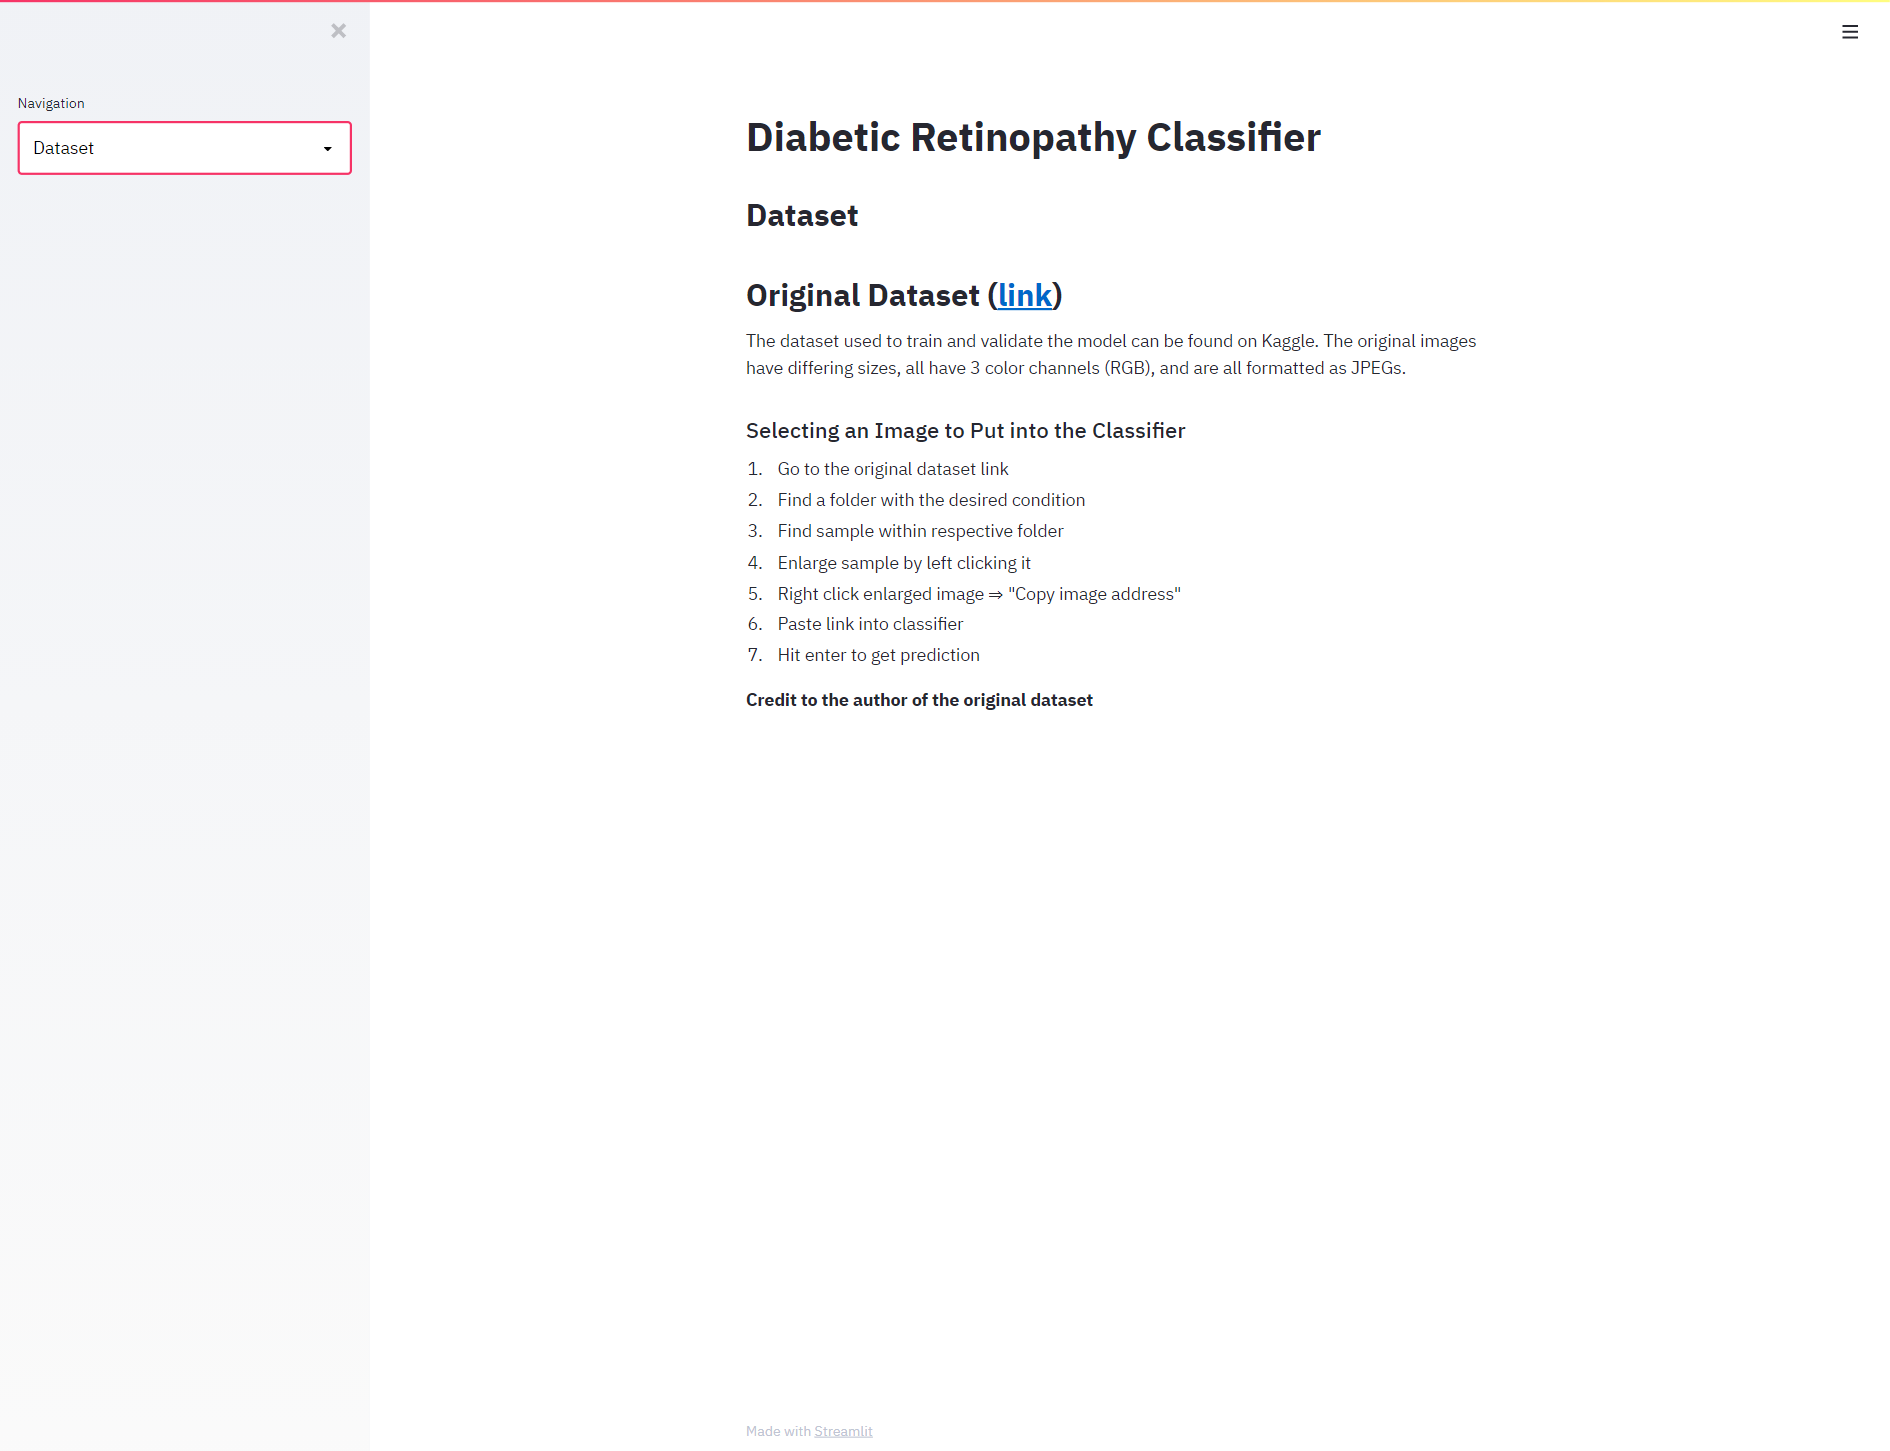 Navigation
Dataset
Diabetic Retinopathy Classifier
Dataset
Original Dataset (link)
The dataset used to train and validate the model can be found on Kaggle. The original images
have differing sizes, all have 3 color channels (RGB), and are all formatted as JPEGs.
Selecting an Image to Put into the Classifier
1. Go to the original dataset link
2. Find a folder with the desired condition
3. Find sample within respective folder
4. Enlarge sample by left clicking it
5. Right click enlarged image ⇒ "Copy image address"
6. Paste link into classifier
7. Hit enter to get prediction
Credit to the author of the original dataset
Made with Streamlit